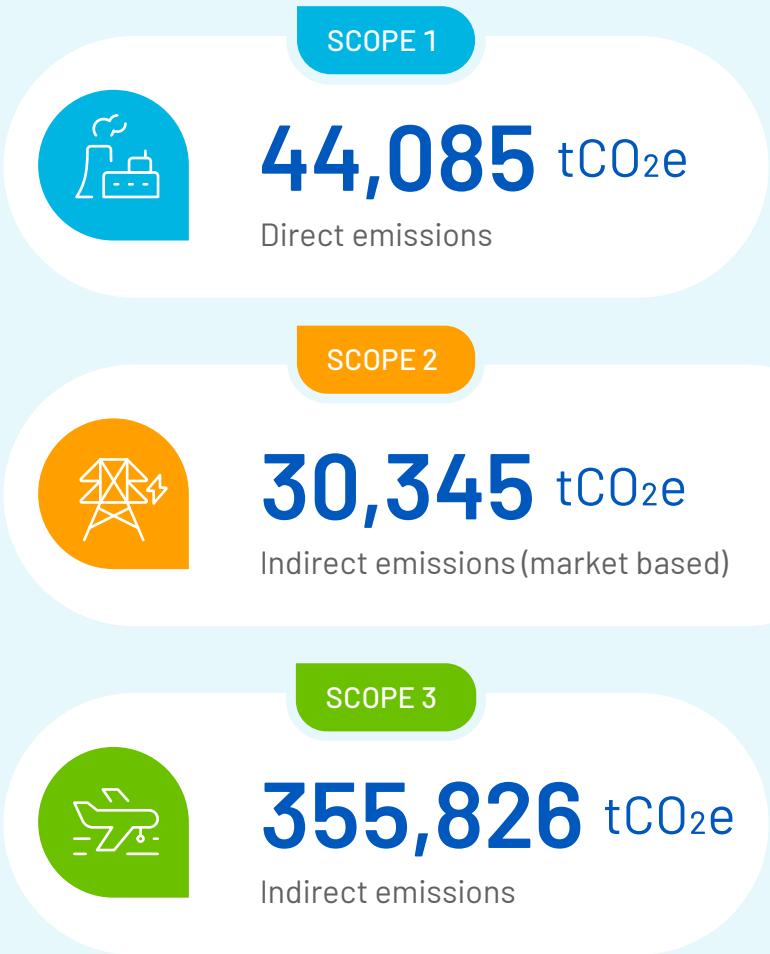 SCOPE 1
44,085 tCO₂e
Direct emissions
SCOPE 2
30,345 tCO₂e
Indirect emissions (market based)
SCOPE 3
355,826 tCO₂e
Indirect emissions